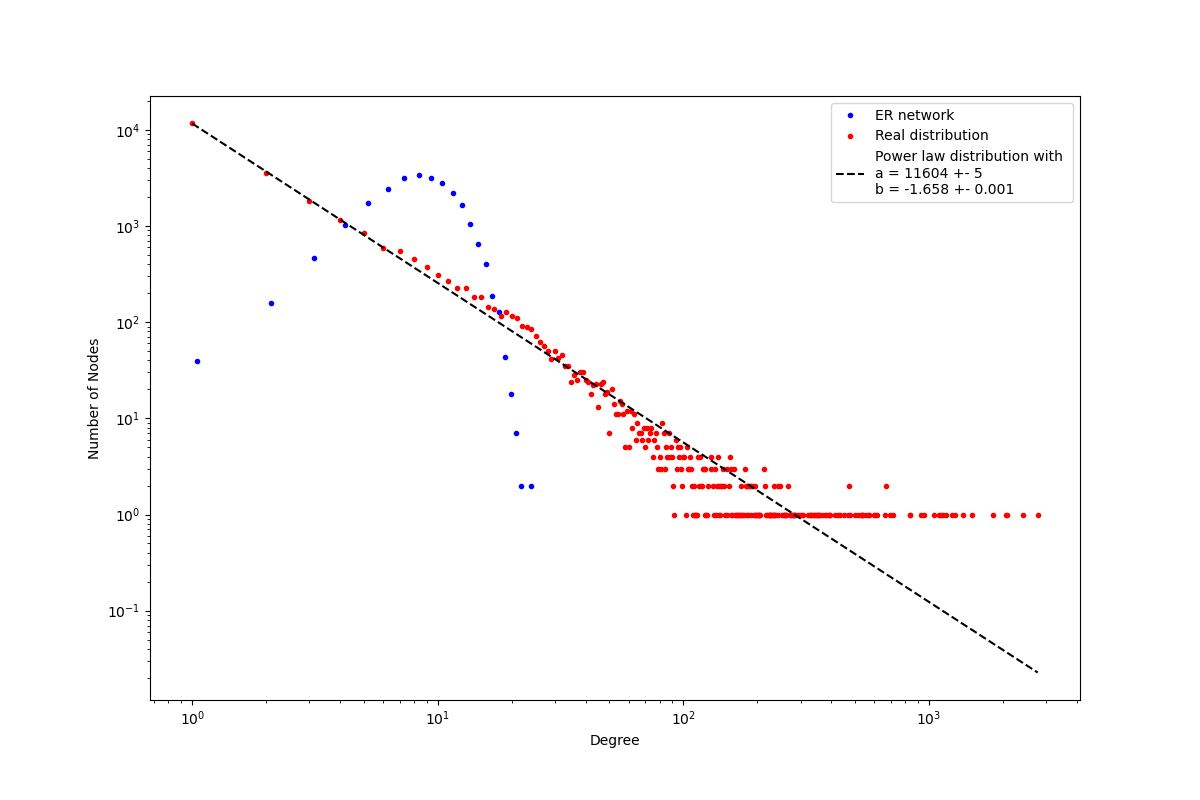 ER network
Real distribution
Power law distribution with
a = 11604 +- 5
b = -1.658 +- 0.001
Number of Nodes
10^4
10^3
10^2
10^1
10^0
10^−1
10^0
10^1
10^2
10^3
Degree